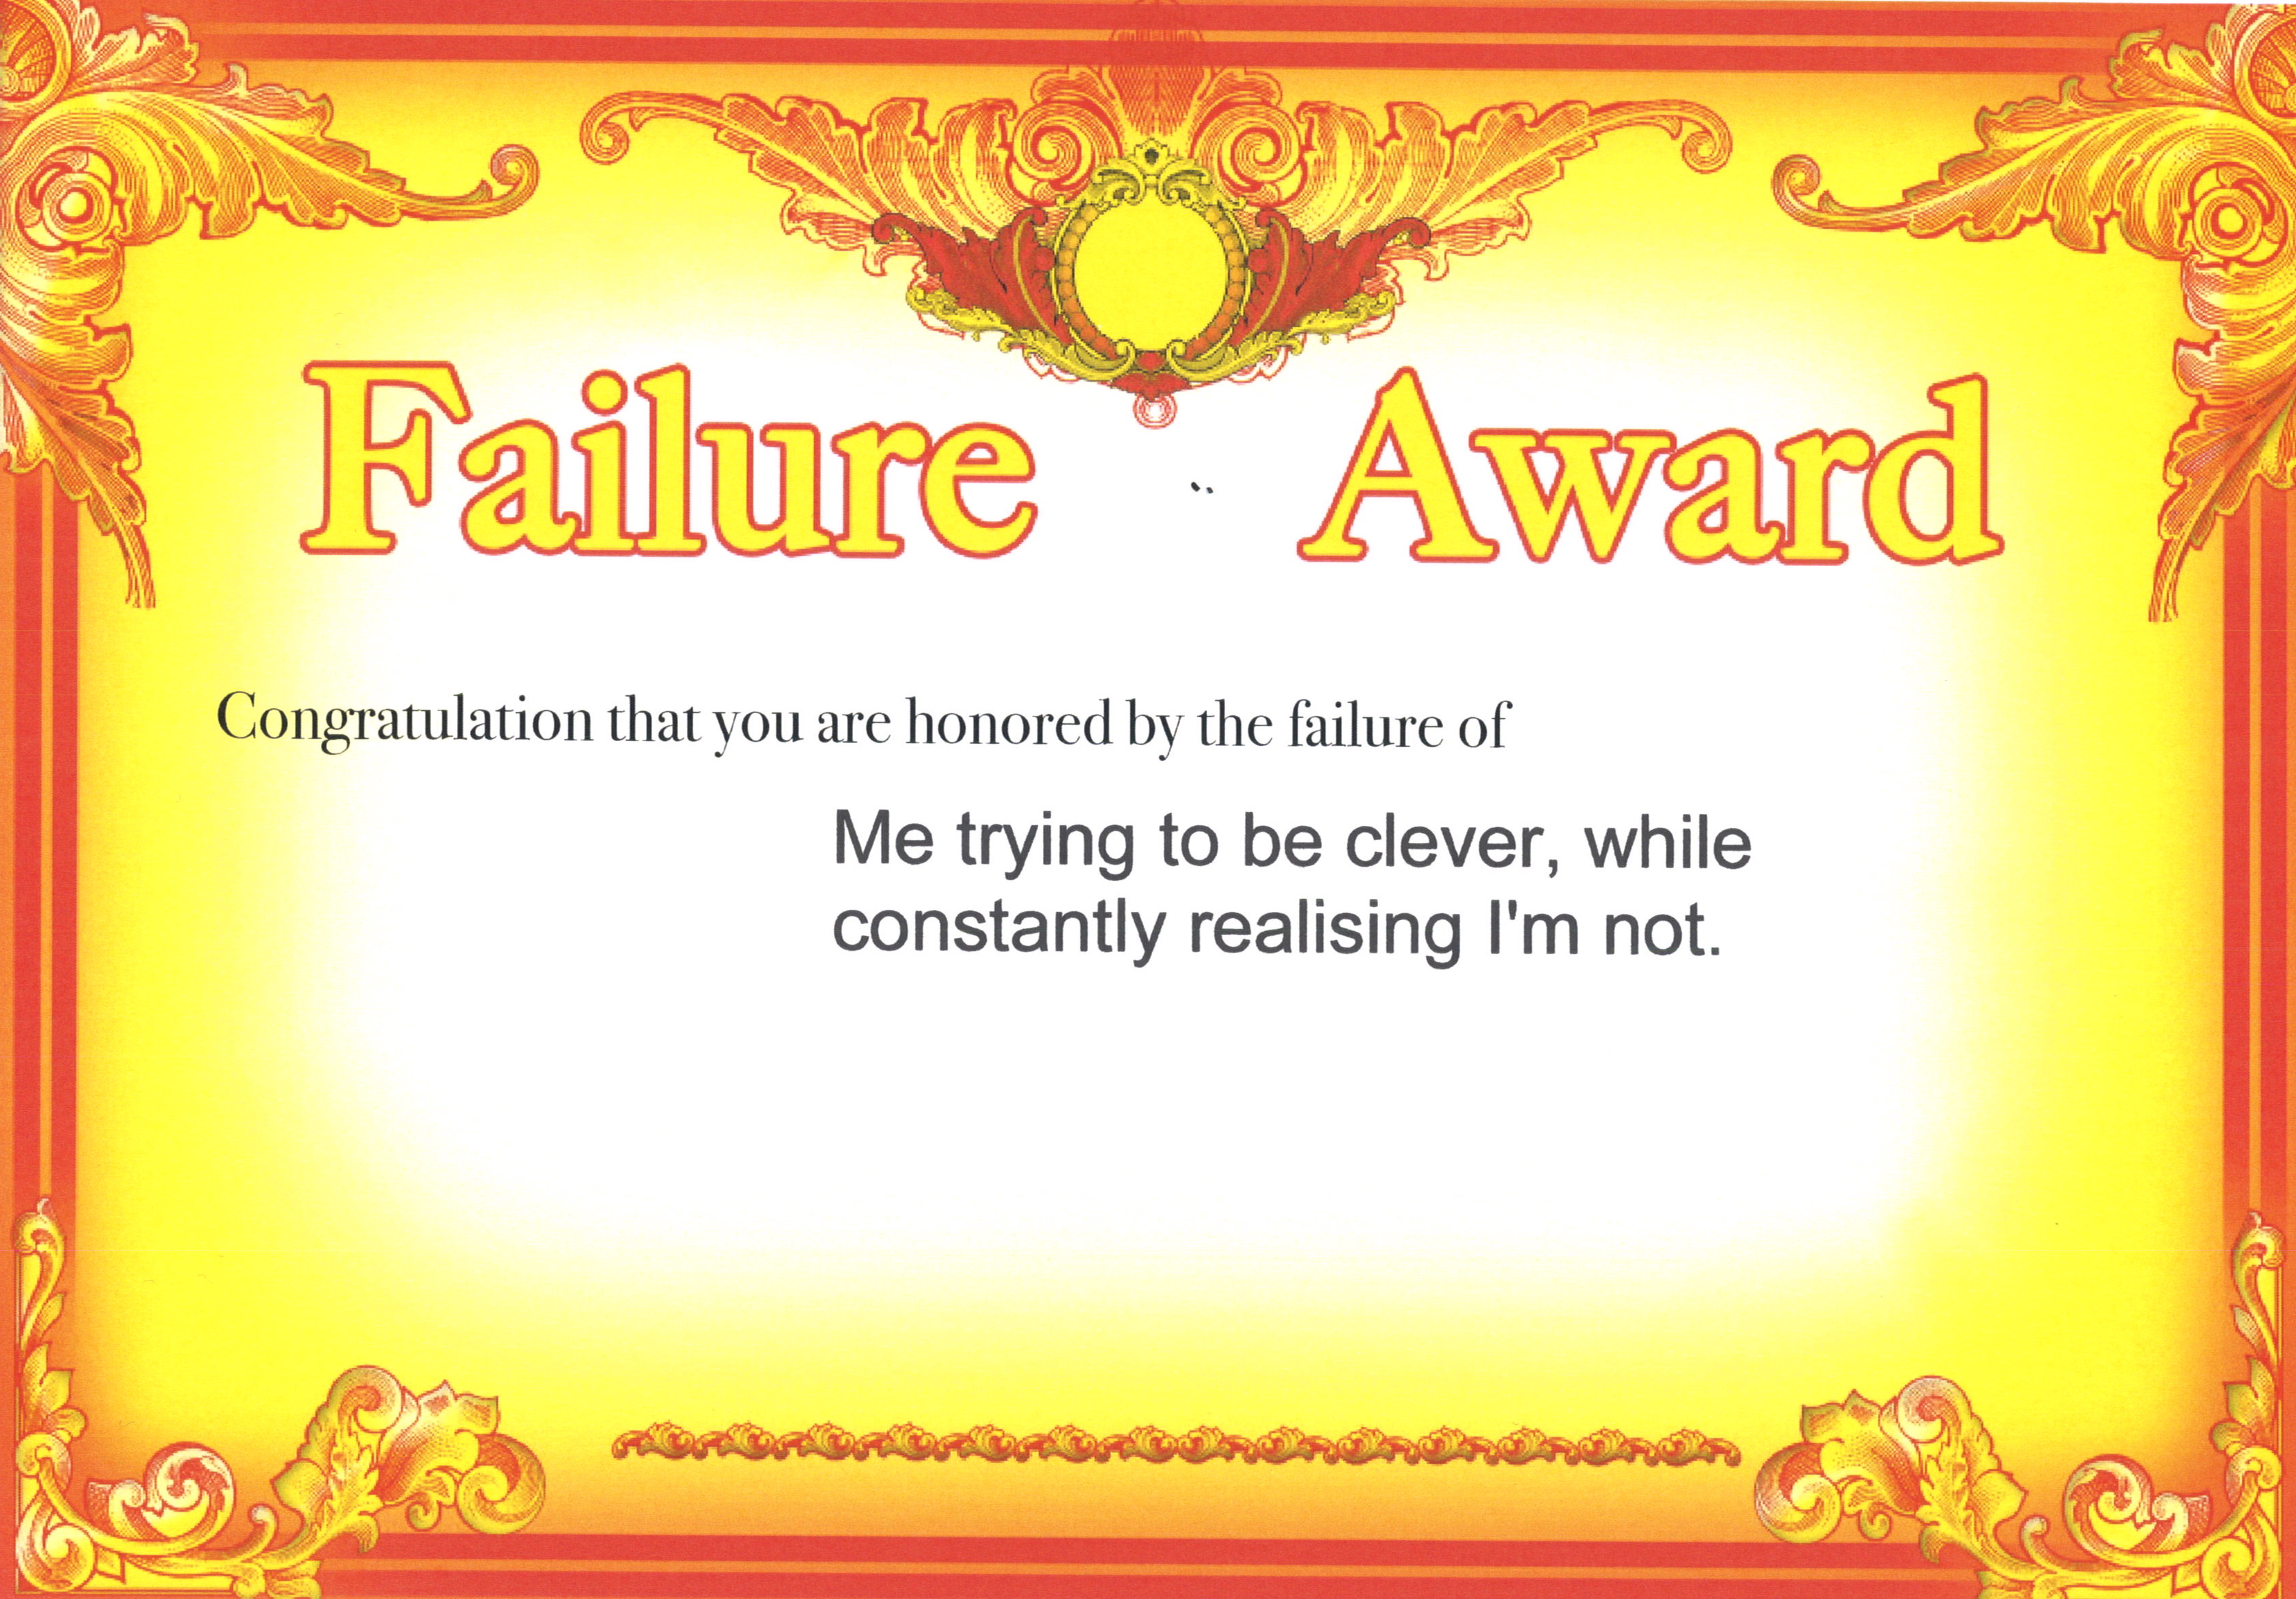 Failure Award
Congratulation that you are honored by the failure of
Me trying to be clever, while
constantly realising I'm not.